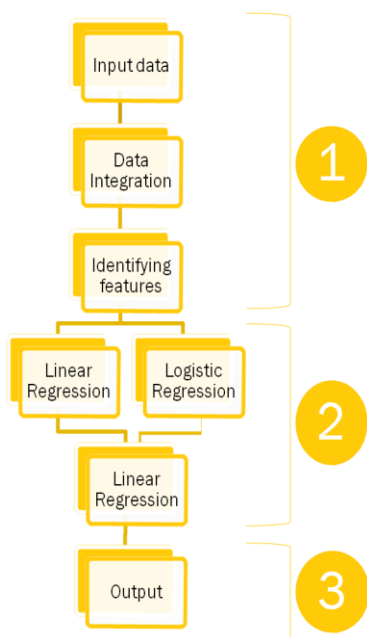 Input data
Data
Integration
1
Identifying
features
Linear
Regression
Logistic
Regression
2
Linear
Regression
Output
3